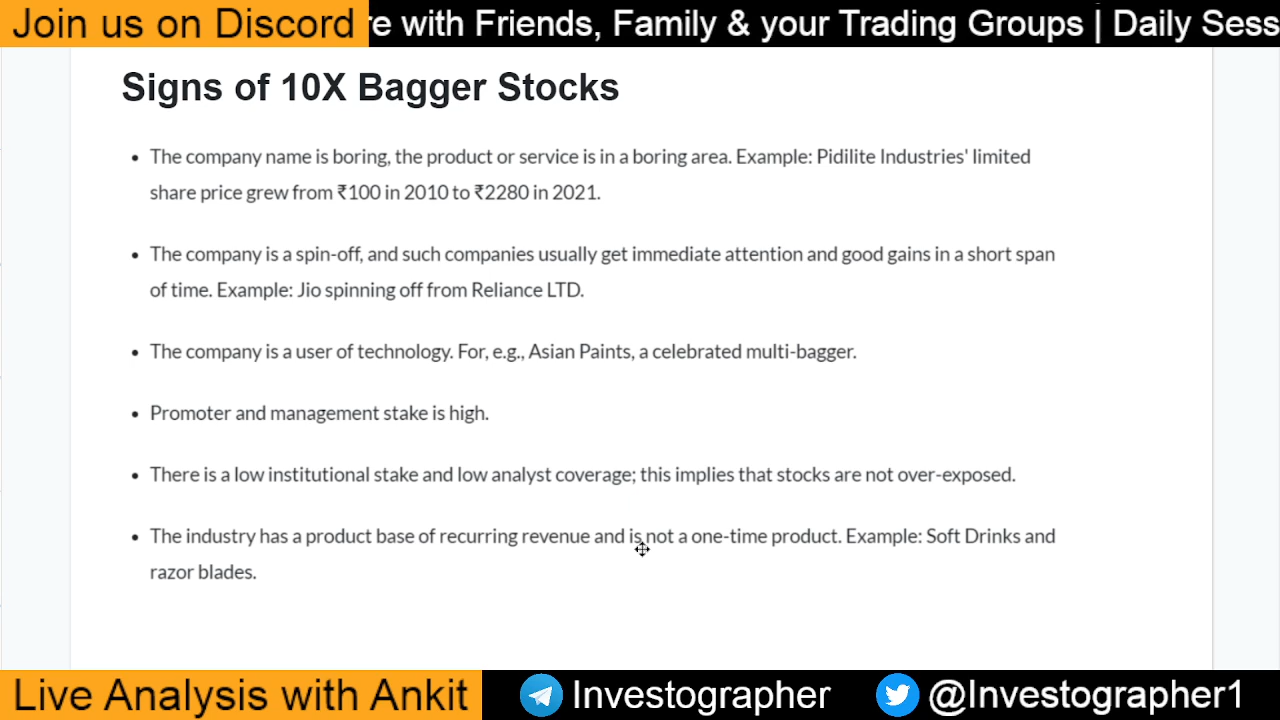 Join us on Discord
re with Friends, Family & your Trading Groups | Daily Sess
Signs of 10X Bagger Stocks
• The company name is boring, the product or service is in a boring area. Example: Pidilite Industries' limited
share price grew from ₹100 in 2010 to ₹2280 in 2021.
• The company is a spin-off, and such companies usually get immediate attention and good gains in a short span
of time. Example: Jio spinning off from Reliance LTD.
• The company is a user of technology. For, e.g., Asian Paints, a celebrated multi-bagger.
• Promoter and management stake is high.
• There is a low institutional stake and low analyst coverage; this implies that stocks are not over-exposed.
• The industry has a product base of recurring revenue and is not a one-time product. Example: Soft Drinks and
razor blades.
Live Analysis with Ankit
Investographer
@Investographer1